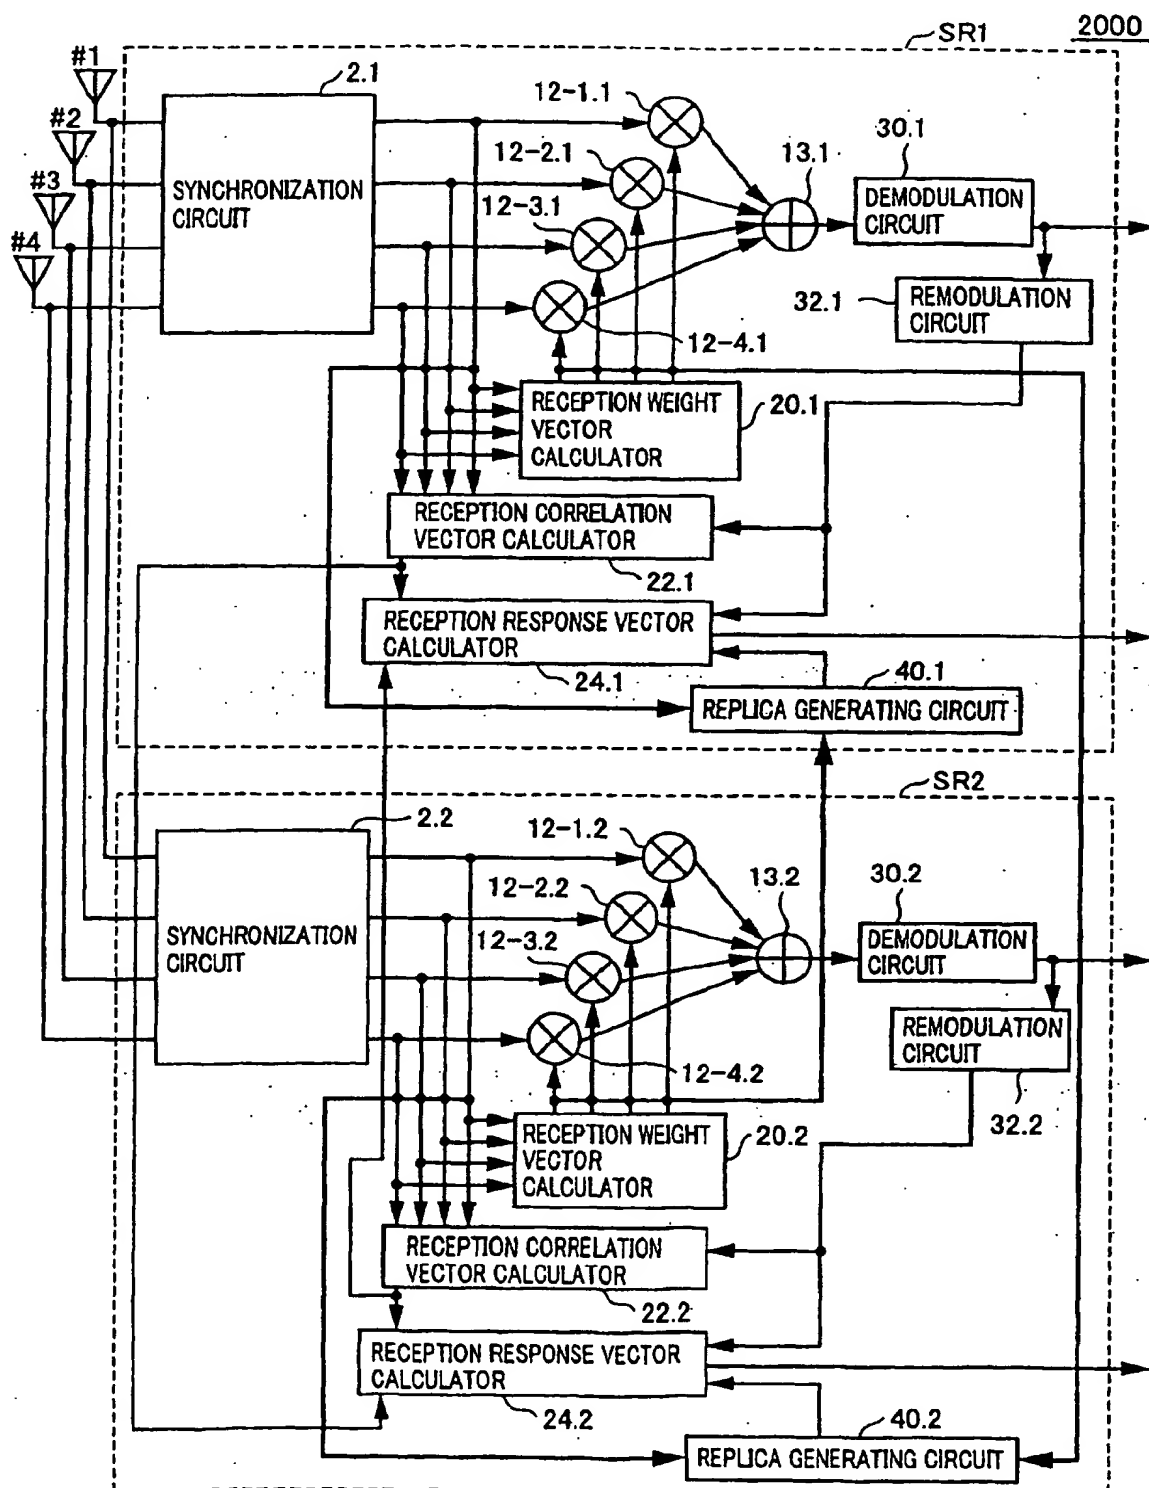 2000
SR1
#1
2.1
12-1.1
#2
30.1
12-2.1
13.1
#3
SYNCHRONIZATION
CIRCUIT
DEMODULATION
CIRCUIT
12-3.1
#4
32.1
REMODULATION
CIRCUIT
12-4.1
RECEPTION WEIGHT
VECTOR
CALCULATOR
20.1
RECEPTION CORRELATION
VECTOR CALCULATOR
22.1
RECEPTION RESPONSE VECTOR
CALCULATOR
24.1
40.1
REPLICA GENERATING CIRCUIT
SR2
2.2
12-1.2
30.2
12-2.2
13.2
SYNCHRONIZATION
CIRCUIT
DEMODULATION
CIRCUIT
12-3.2
REMODULATION
CIRCUIT
12-4.2
32.2
RECEPTION WEIGHT
VECTOR
CALCULATOR
20.2
RECEPTION CORRELATION
VECTOR CALCULATOR
22.2
RECEPTION RESPONSE VECTOR
CALCULATOR
24.2
40.2
REPLICA GENERATING CIRCUIT